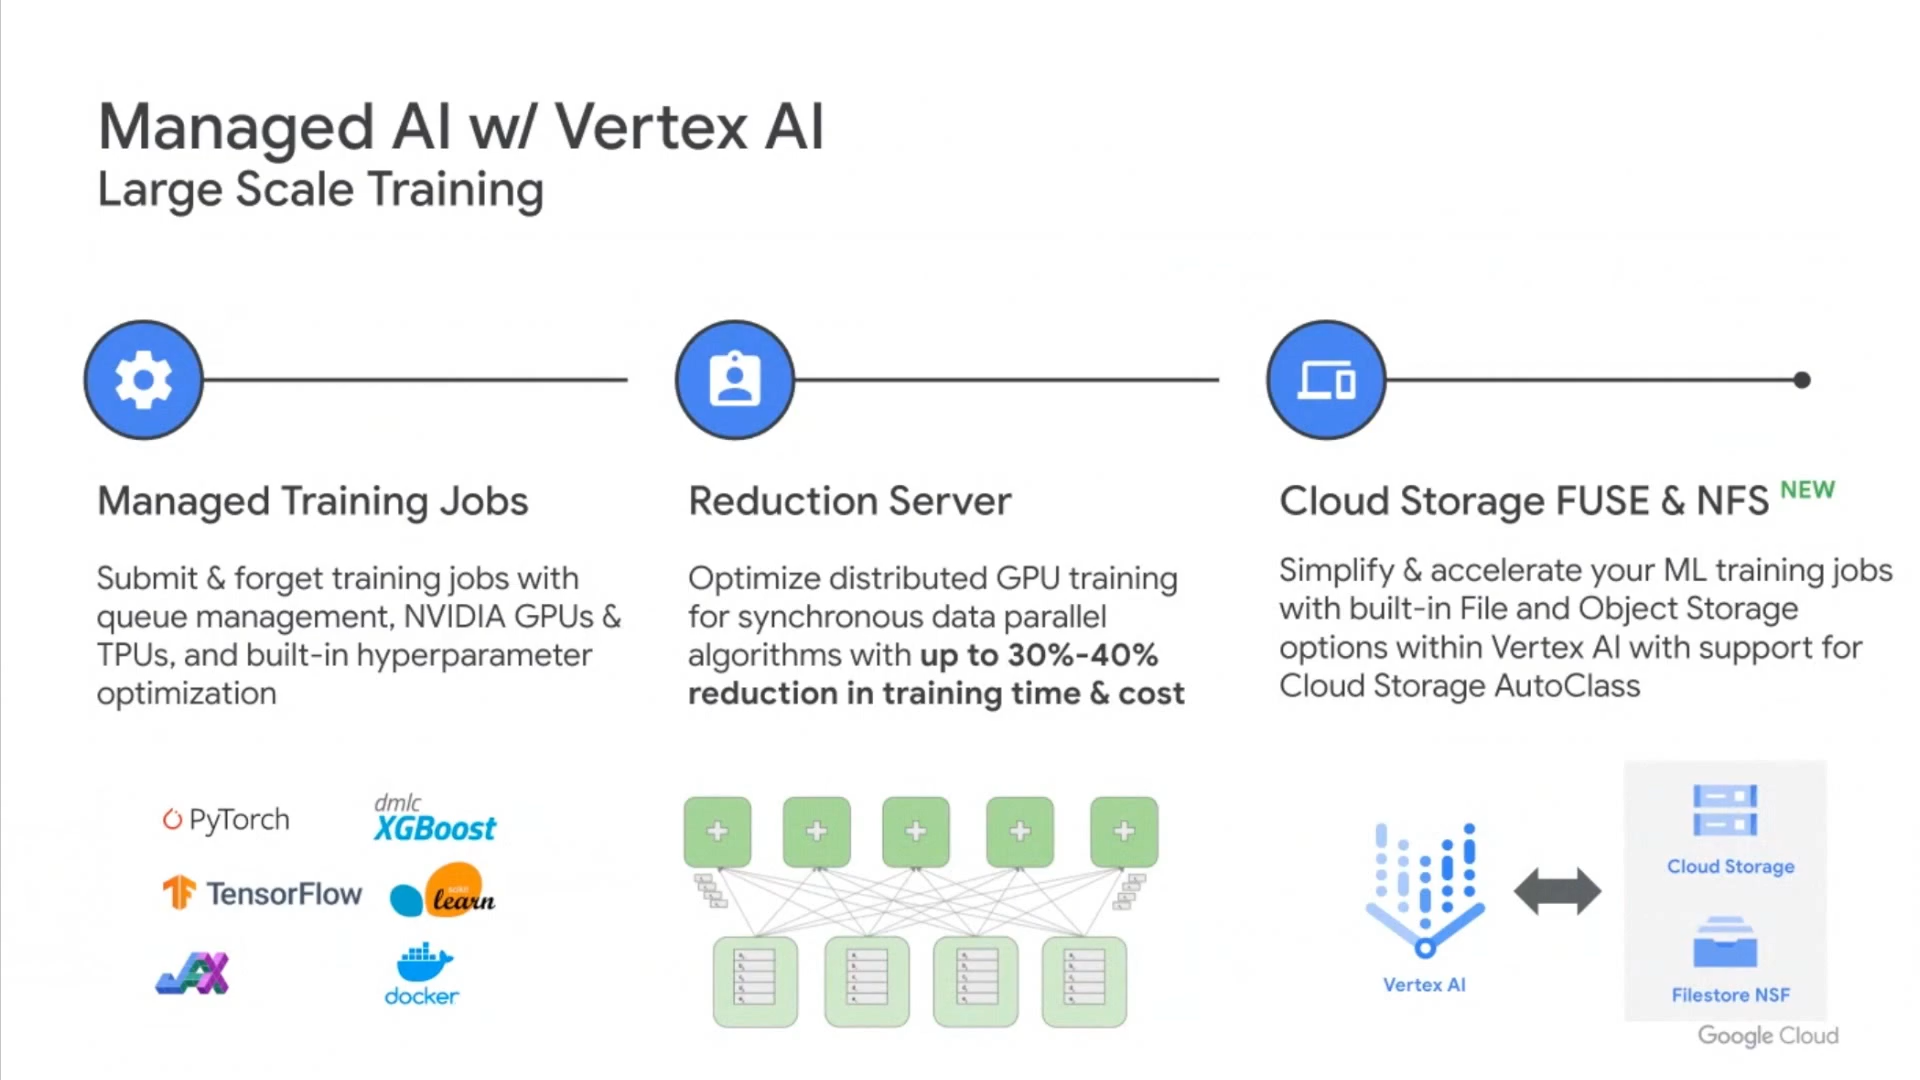 Managed AI w/ Vertex AI
Large Scale Training
Managed Training Jobs
Submit & forget training jobs with
queue management, NVIDIA GPUs &
TPUs, and built-in hyperparameter
optimization
PyTorch
dmlc
XGBoost
TensorFlow
scikit
learn
JAX
docker
Reduction Server
Optimize distributed GPU training
for synchronous data parallel
algorithms with up to 30%-40%
reduction in training time & cost
Cloud Storage FUSE & NFS NEW
Simplify & accelerate your ML training jobs
with built-in File and Object Storage
options within Vertex AI with support for
Cloud Storage AutoClass
Vertex AI
Cloud Storage
Filestore NSF
Google Cloud